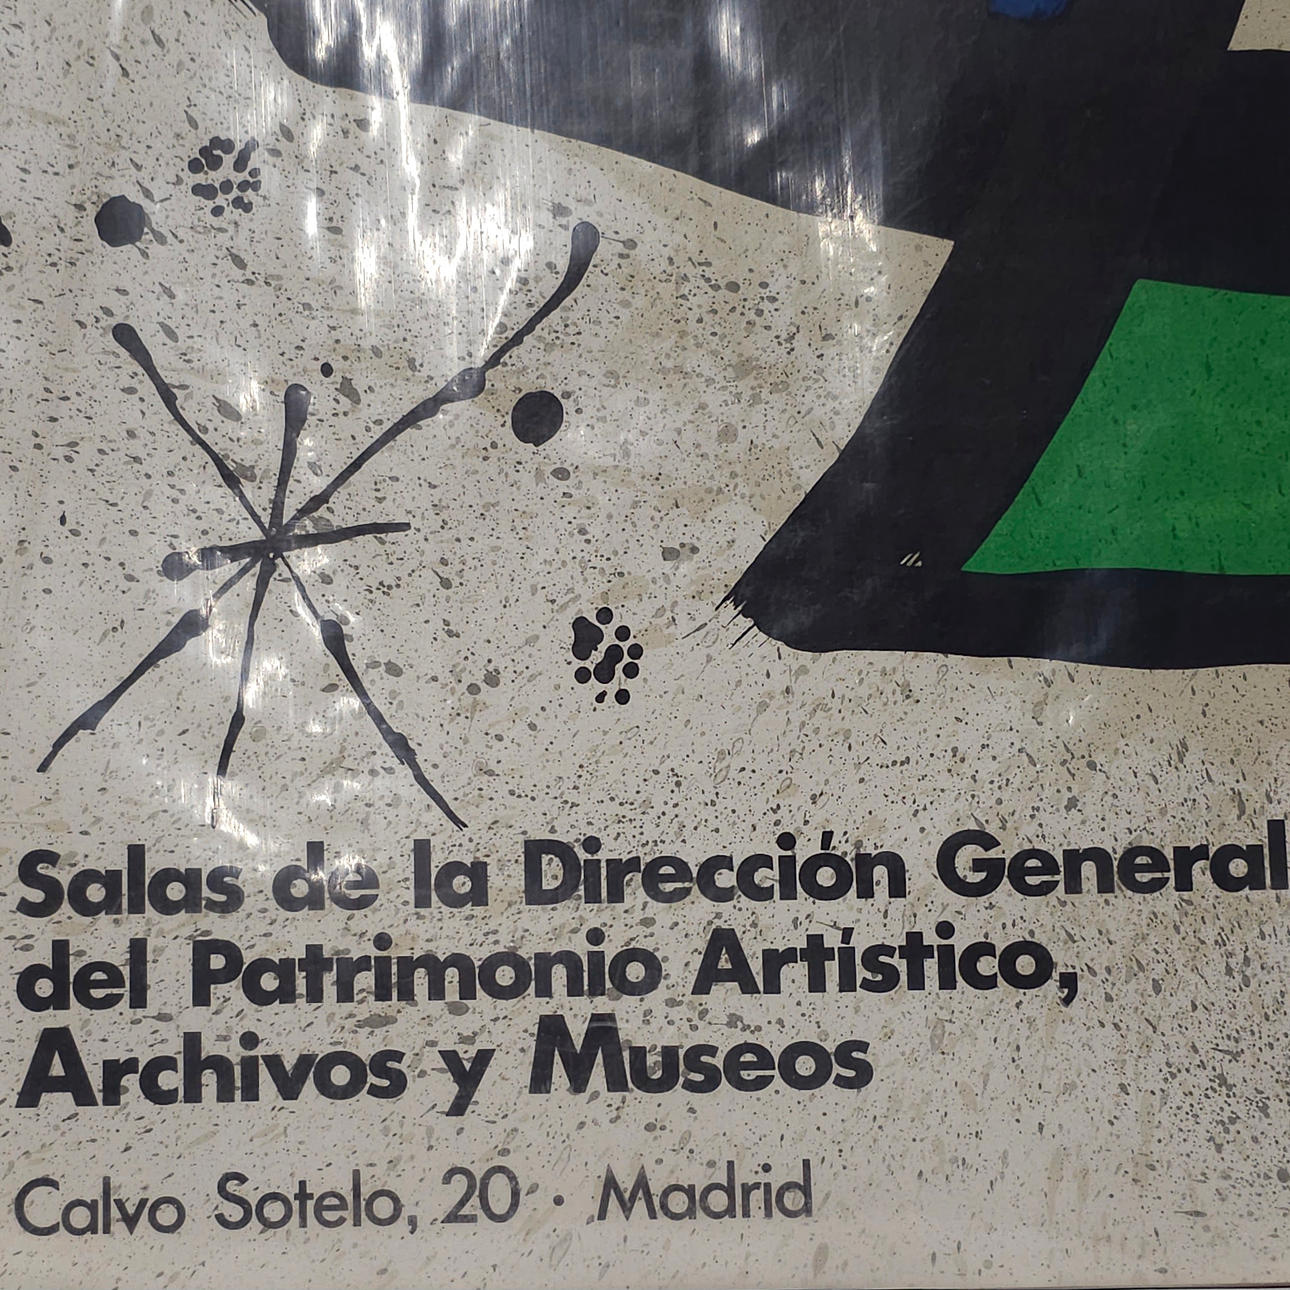 Salas de la Dirección General
del Patrimonio Artístico,
Archivos y Museos
Calvo Sotelo, 20 · Madrid